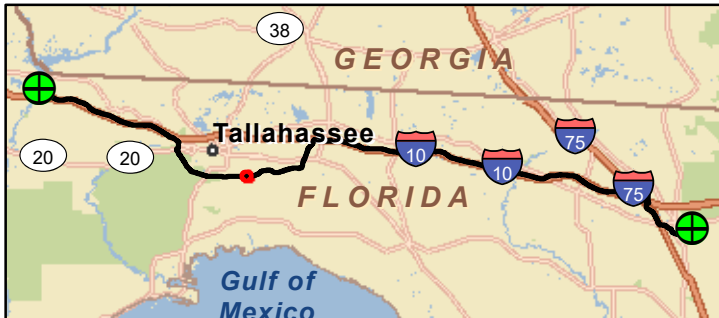 38
GEORGIA
Tallahassee
75
20
20
10
10
75
FLORIDA
Gulf of
Mexico